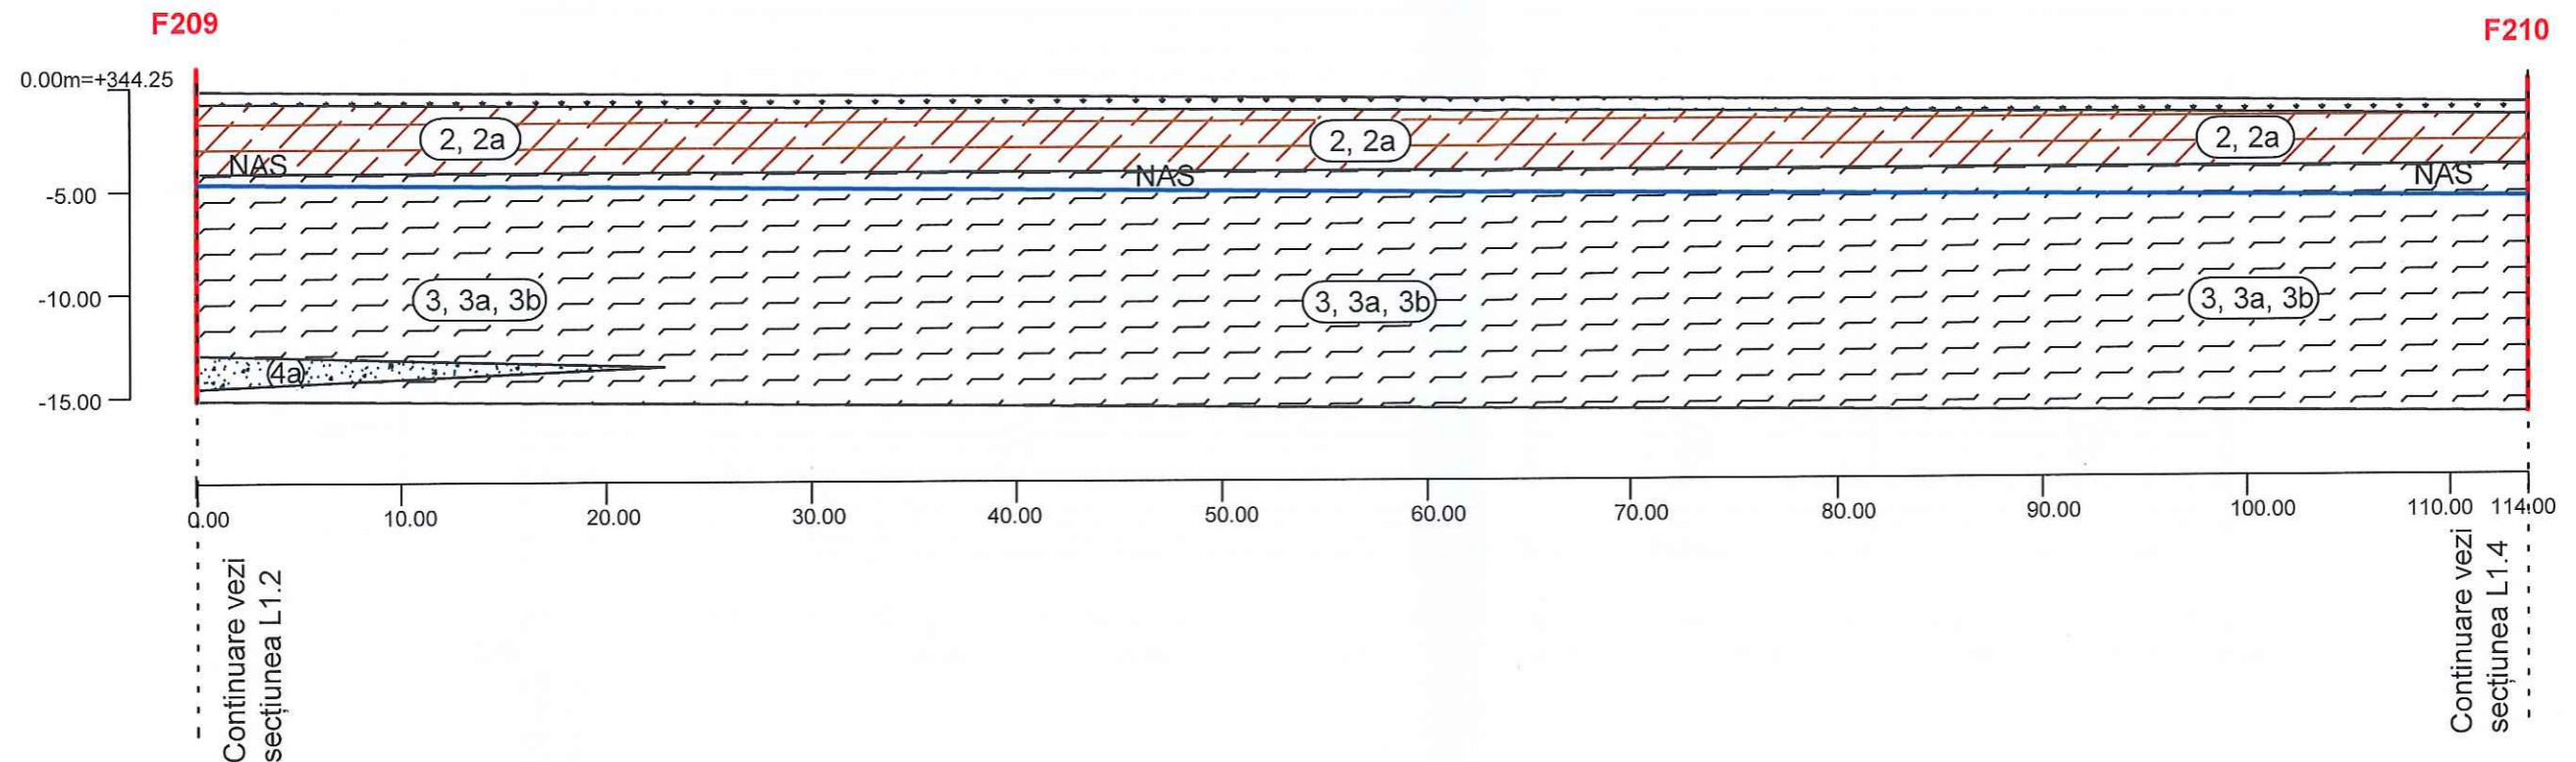 F209
F210
0.00m=+344.25
2, 2a
2, 2a
2, 2a
NAS
NAS
NAS
-5.00
3, 3a, 3b
3, 3a, 3b
3, 3a, 3b
-10.00
4a
-15.00
0.00
10.00
20.00
30.00
40.00
50.00
60.00
70.00
80.00
90.00
100.00
110.00
114.00
Continuare vezi
secțiunea L1.2
Continuare vezi
secțiunea L1.4